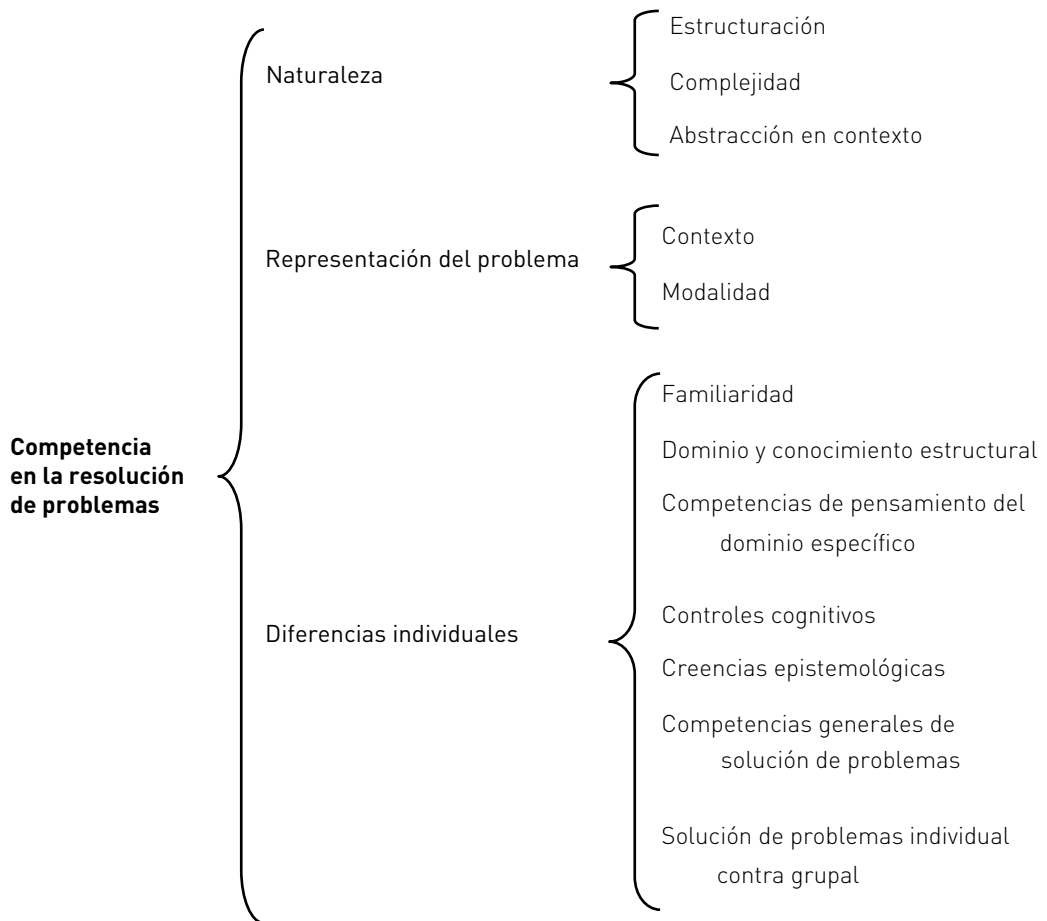 Competencia
en la resolución
de problemas
Naturaleza
Estructuración
Complejidad
Abstracción en contexto
Representación del problema
Contexto
Modalidad
Diferencias individuales
Familiaridad
Dominio y conocimiento estructural
Competencias de pensamiento del
dominio específico
Controles cognitivos
Creencias epistemológicas
Competencias generales de
solución de problemas
Solución de problemas individual
contra grupal